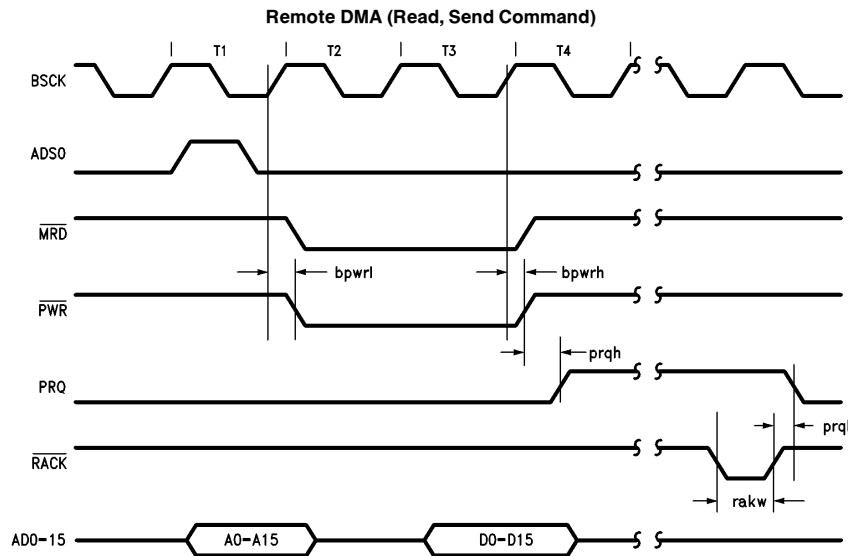 Remote DMA (Read, Send Command)
T1 T2 T3 T4
BSCK
ADS0
MRD
bpwrl bpwrh
PWR
prqh
PRQ
prql
RACK
rakw
AD0-15 A0-A15 D0-D15